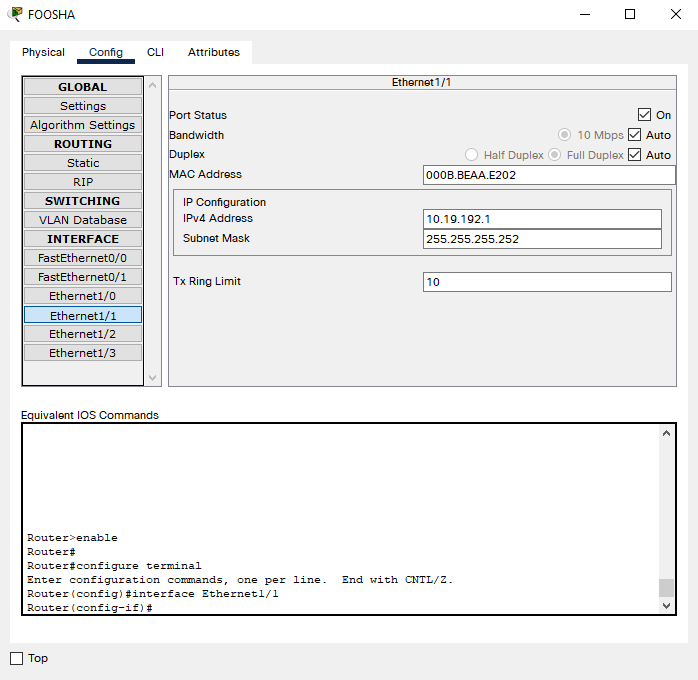 FOOSHA
Physical Config CLI Attributes
GLOBAL
Settings
Algorithm Settings
ROUTING
Static
RIP
SWITCHING
VLAN Database
INTERFACE
FastEthernet0/0
FastEthernet0/1
Ethernet1/0
Ethernet1/1
Ethernet1/2
Ethernet1/3
Ethernet1/1
Port Status On
Bandwidth 10 Mbps Auto
Duplex Half Duplex Full Duplex Auto
MAC Address 000B.BEAA.E202
IP Configuration
IPv4 Address 10.19.192.1
Subnet Mask 255.255.255.252
Tx Ring Limit 10
Equivalent IOS Commands
Router>enable
Router#
Router#configure terminal
Enter configuration commands, one per line.  End with CNTL/Z.
Router(config)#interface Ethernet1/1
Router(config-if)#
Top